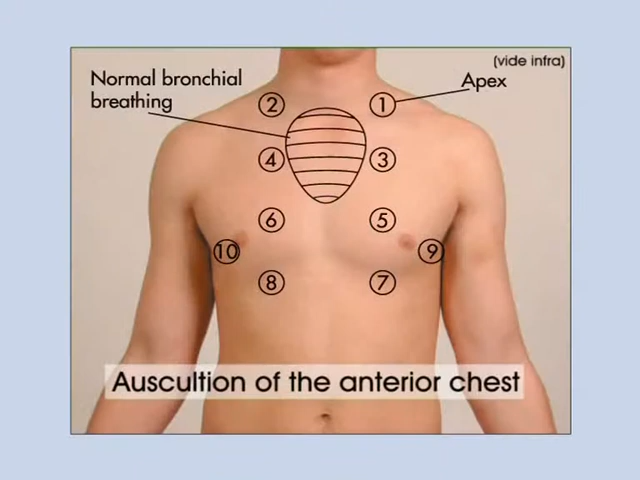 (vide infra)
Normal bronchial
breathing
Apex
2
1
4
3
6
5
10
9
8
7
Auscultion of the anterior chest